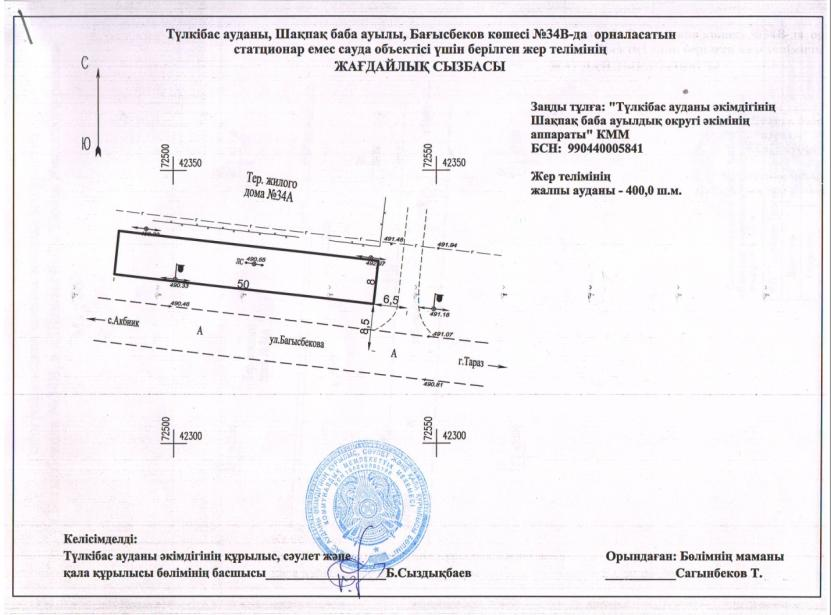 Түлкібас ауданы, Шақпақ баба ауылы, Бағысбеков көшесі №34В-да орналасатын
статционар емес сауда объектісі үшін берілген жер телімінің
ЖАҒДАЙЛЫҚ СЫЗБАСЫ
С
Ю
Заңды тұлға: "Түлкібас ауданы әкімдігінің
Шақпақ баба ауылдық округі әкімінің
аппараты" КММ
БСН: 990440005841
Жер телімінің
жалпы ауданы - 400,0 ш.м.
72500
42350
72550
42350
Тер. жилого
дома №34А
491.48
491.94
ПС
490.66
490.33
50
8
6,5
8,5
491.16
490.46
491.07
с.Акбиик
А
ул.Багысбекова
А
г.Тараз
490.81
72500
42300
72550
42300
Келісімделді:
Түлкібас ауданы әкімдігінің құрылыс, сәулет және
қала құрылысы бөлімінің басшысы Б.Сыздықбаев
Орындаған: Бөлімнің маманы
Сагынбеков Т.